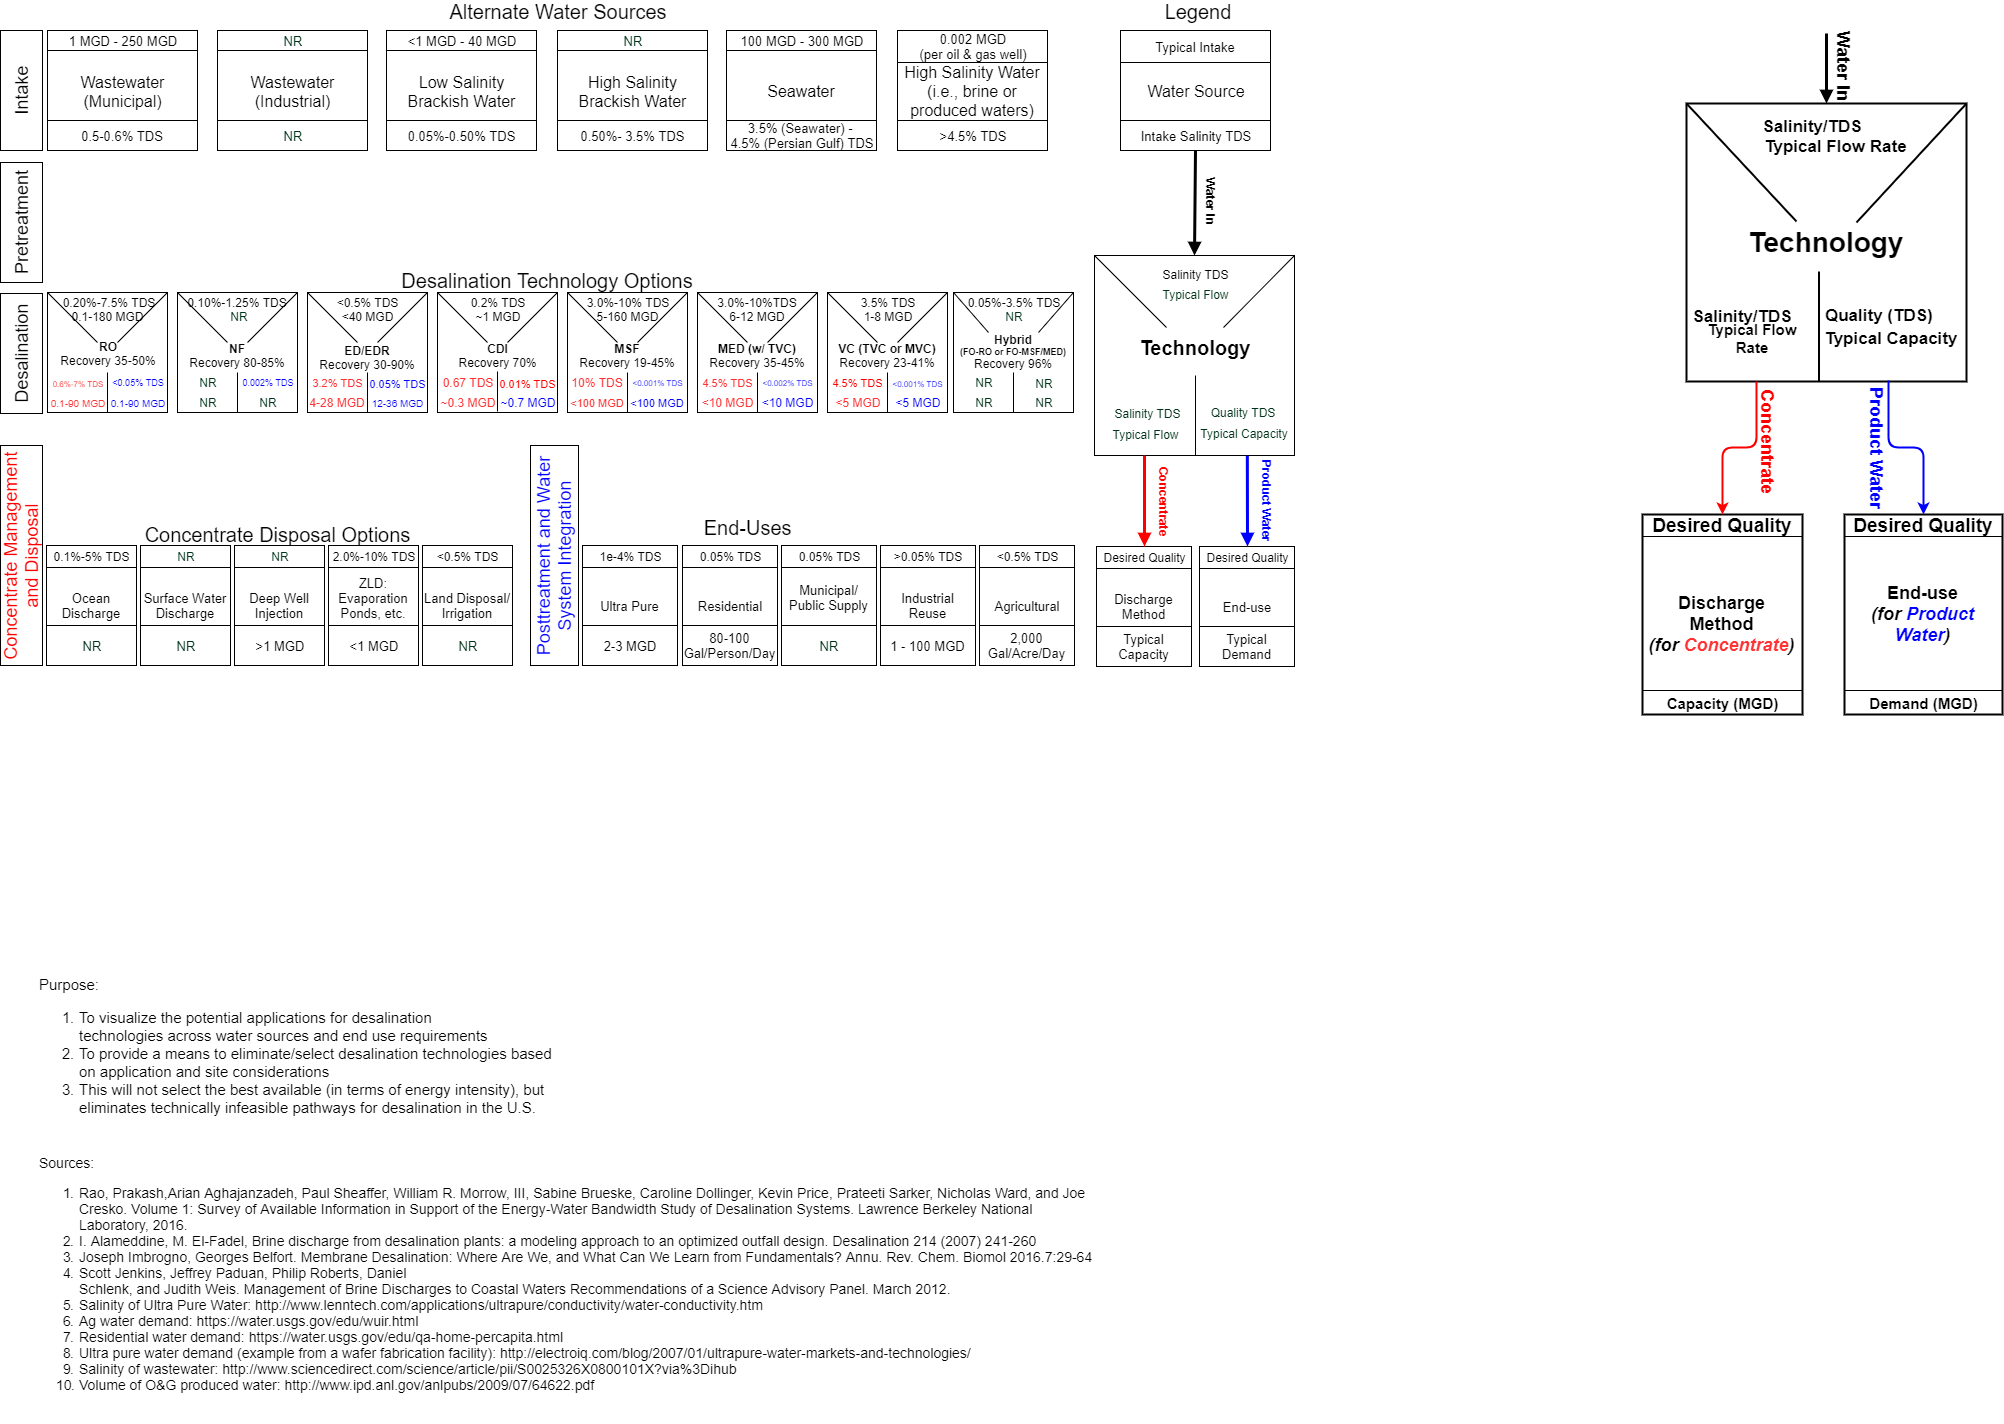 Alternate Water Sources
Intake
1 MGD - 250 MGD
Wastewater
(Municipal)
0.5-0.6% TDS
NR
Wastewater
(Industrial)
NR
<1 MGD - 40 MGD
Low Salinity
Brackish Water
0.05%-0.50% TDS
NR
High Salinity
Brackish Water
0.50%- 3.5% TDS
100 MGD - 300 MGD
Seawater
3.5% (Seawater) -
4.5% (Persian Gulf) TDS
0.002 MGD
(per oil & gas well)
High Salinity Water
(i.e., brine or
produced waters)
>4.5% TDS
Pretreatment
Desalination Technology Options
Desalination
0.20%-7.5% TDS
0.1-180 MGD
RO
Recovery 35-50%
0.6%-7% TDS
<0.05% TDS
0.1-90 MGD
0.1-90 MGD
0.10%-1.25% TDS
NR
NF
Recovery 80-85%
NR
0.002% TDS
NR
NR
<0.5% TDS
<40 MGD
ED/EDR
Recovery 30-90%
3.2% TDS
0.05% TDS
4-28 MGD
12-36 MGD
0.2% TDS
~1 MGD
CDI
Recovery 70%
0.67 TDS
0.01% TDS
~0.3 MGD
~0.7 MGD
3.0%-10% TDS
5-160 MGD
MSF
Recovery 19-45%
10% TDS
<0.001% TDS
<100 MGD
<100 MGD
3.0%-10%TDS
6-12 MGD
MED (w/ TVC)
Recovery 35-45%
4.5% TDS
<0.002% TDS
<10 MGD
<10 MGD
3.5% TDS
1-8 MGD
VC (TVC or MVC)
Recovery 23-41%
4.5% TDS
<0.001% TDS
<5 MGD
<5 MGD
0.05%-3.5% TDS
NR
Hybrid
(FO-RO or FO-MSF/MED)
Recovery 96%
NR
NR
NR
NR
Concentrate Management
and Disposal
Concentrate Disposal Options
0.1%-5% TDS
Ocean
Discharge
NR
NR
Surface Water
Discharge
NR
NR
Deep Well
Injection
>1 MGD
2.0%-10% TDS
ZLD:
Evaporation
Ponds, etc.
<1 MGD
<0.5% TDS
Land Disposal/
Irrigation
NR
Posttreatment and Water
System Integration
End-Uses
1e-4% TDS
Ultra Pure
2-3 MGD
0.05% TDS
Residential
80-100
Gal/Person/Day
0.05% TDS
Municipal/
Public Supply
NR
>0.05% TDS
Industrial
Reuse
1 - 100 MGD
<0.5% TDS
Agricultural
2,000
Gal/Acre/Day
Legend
Typical Intake
Water Source
Intake Salinity TDS
Water In
Salinity TDS
Typical Flow
Technology
Salinity TDS
Typical Flow
Quality TDS
Typical Capacity
Concentrate
Product Water
Desired Quality
Discharge
Method
Typical
Capacity
Desired Quality
End-use
Typical
Demand
Water In
Salinity/TDS
Typical Flow Rate
Technology
Salinity/TDS
Typical Flow
Rate
Quality (TDS)
Typical Capacity
Concentrate
Product Water
Desired Quality
Discharge
Method
(for Concentrate)
Capacity (MGD)
Desired Quality
End-use
(for Product
Water)
Demand (MGD)
Purpose:
1. To visualize the potential applications for desalination
technologies across water sources and end use requirements
2. To provide a means to eliminate/select desalination technologies based
on application and site considerations
3. This will not select the best available (in terms of energy intensity), but
eliminates technically infeasible pathways for desalination in the U.S.
Sources:
1. Rao, Prakash,Arian Aghajanzadeh, Paul Sheaffer, William R. Morrow, III, Sabine Brueske, Caroline Dollinger, Kevin Price, Prateeti Sarker, Nicholas Ward, and Joe
Cresko. Volume 1: Survey of Available Information in Support of the Energy-Water Bandwidth Study of Desalination Systems. Lawrence Berkeley National
Laboratory, 2016.
2. I. Alameddine, M. El-Fadel, Brine discharge from desalination plants: a modeling approach to an optimized outfall design. Desalination 214 (2007) 241-260
3. Joseph Imbrogno, Georges Belfort. Membrane Desalination: Where Are We, and What Can We Learn from Fundamentals? Annu. Rev. Chem. Biomol 2016.7:29-64
4. Scott Jenkins, Jeffrey Paduan, Philip Roberts, Daniel
Schlenk, and Judith Weis. Management of Brine Discharges to Coastal Waters Recommendations of a Science Advisory Panel. March 2012.
5. Salinity of Ultra Pure Water: http://www.lenntech.com/applications/ultrapure/conductivity/water-conductivity.htm
6. Ag water demand: https://water.usgs.gov/edu/wuir.html
7. Residential water demand: https://water.usgs.gov/edu/qa-home-percapita.html
8. Ultra pure water demand (example from a wafer fabrication facility): http://electroiq.com/blog/2007/01/ultrapure-water-markets-and-technologies/
9. Salinity of wastewater: http://www.sciencedirect.com/science/article/pii/S0025326X0800101X?via%3Dihub
10. Volume of O&G produced water: http://www.ipd.anl.gov/anlpubs/2009/07/64622.pdf